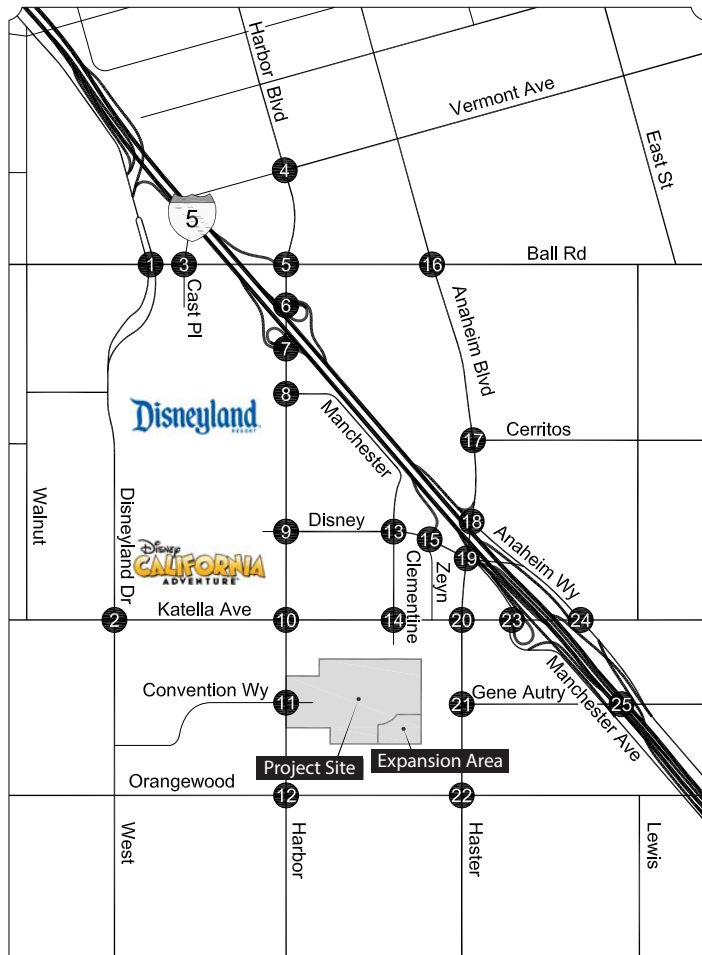 Harbor Blvd
Vermont Ave
East St
4
5
1
3
5
16
Ball Rd
Cast Pl
6
7
8
Anaheim Blvd
Disneyland
RESORT
Manchester
17
Cerritos
Walnut
Disneyland Dr
9
Disney
13
15
18
19
Anaheim Wy
Disney
CALIFORNIA
ADVENTURE
Clementine
Zeyn
2
Katella Ave
10
14
20
23
24
Convention Wy
11
21
Gene Autry
25
Manchester Ave
Project Site
Expansion Area
Orangewood
12
22
West
Harbor
Haster
Lewis